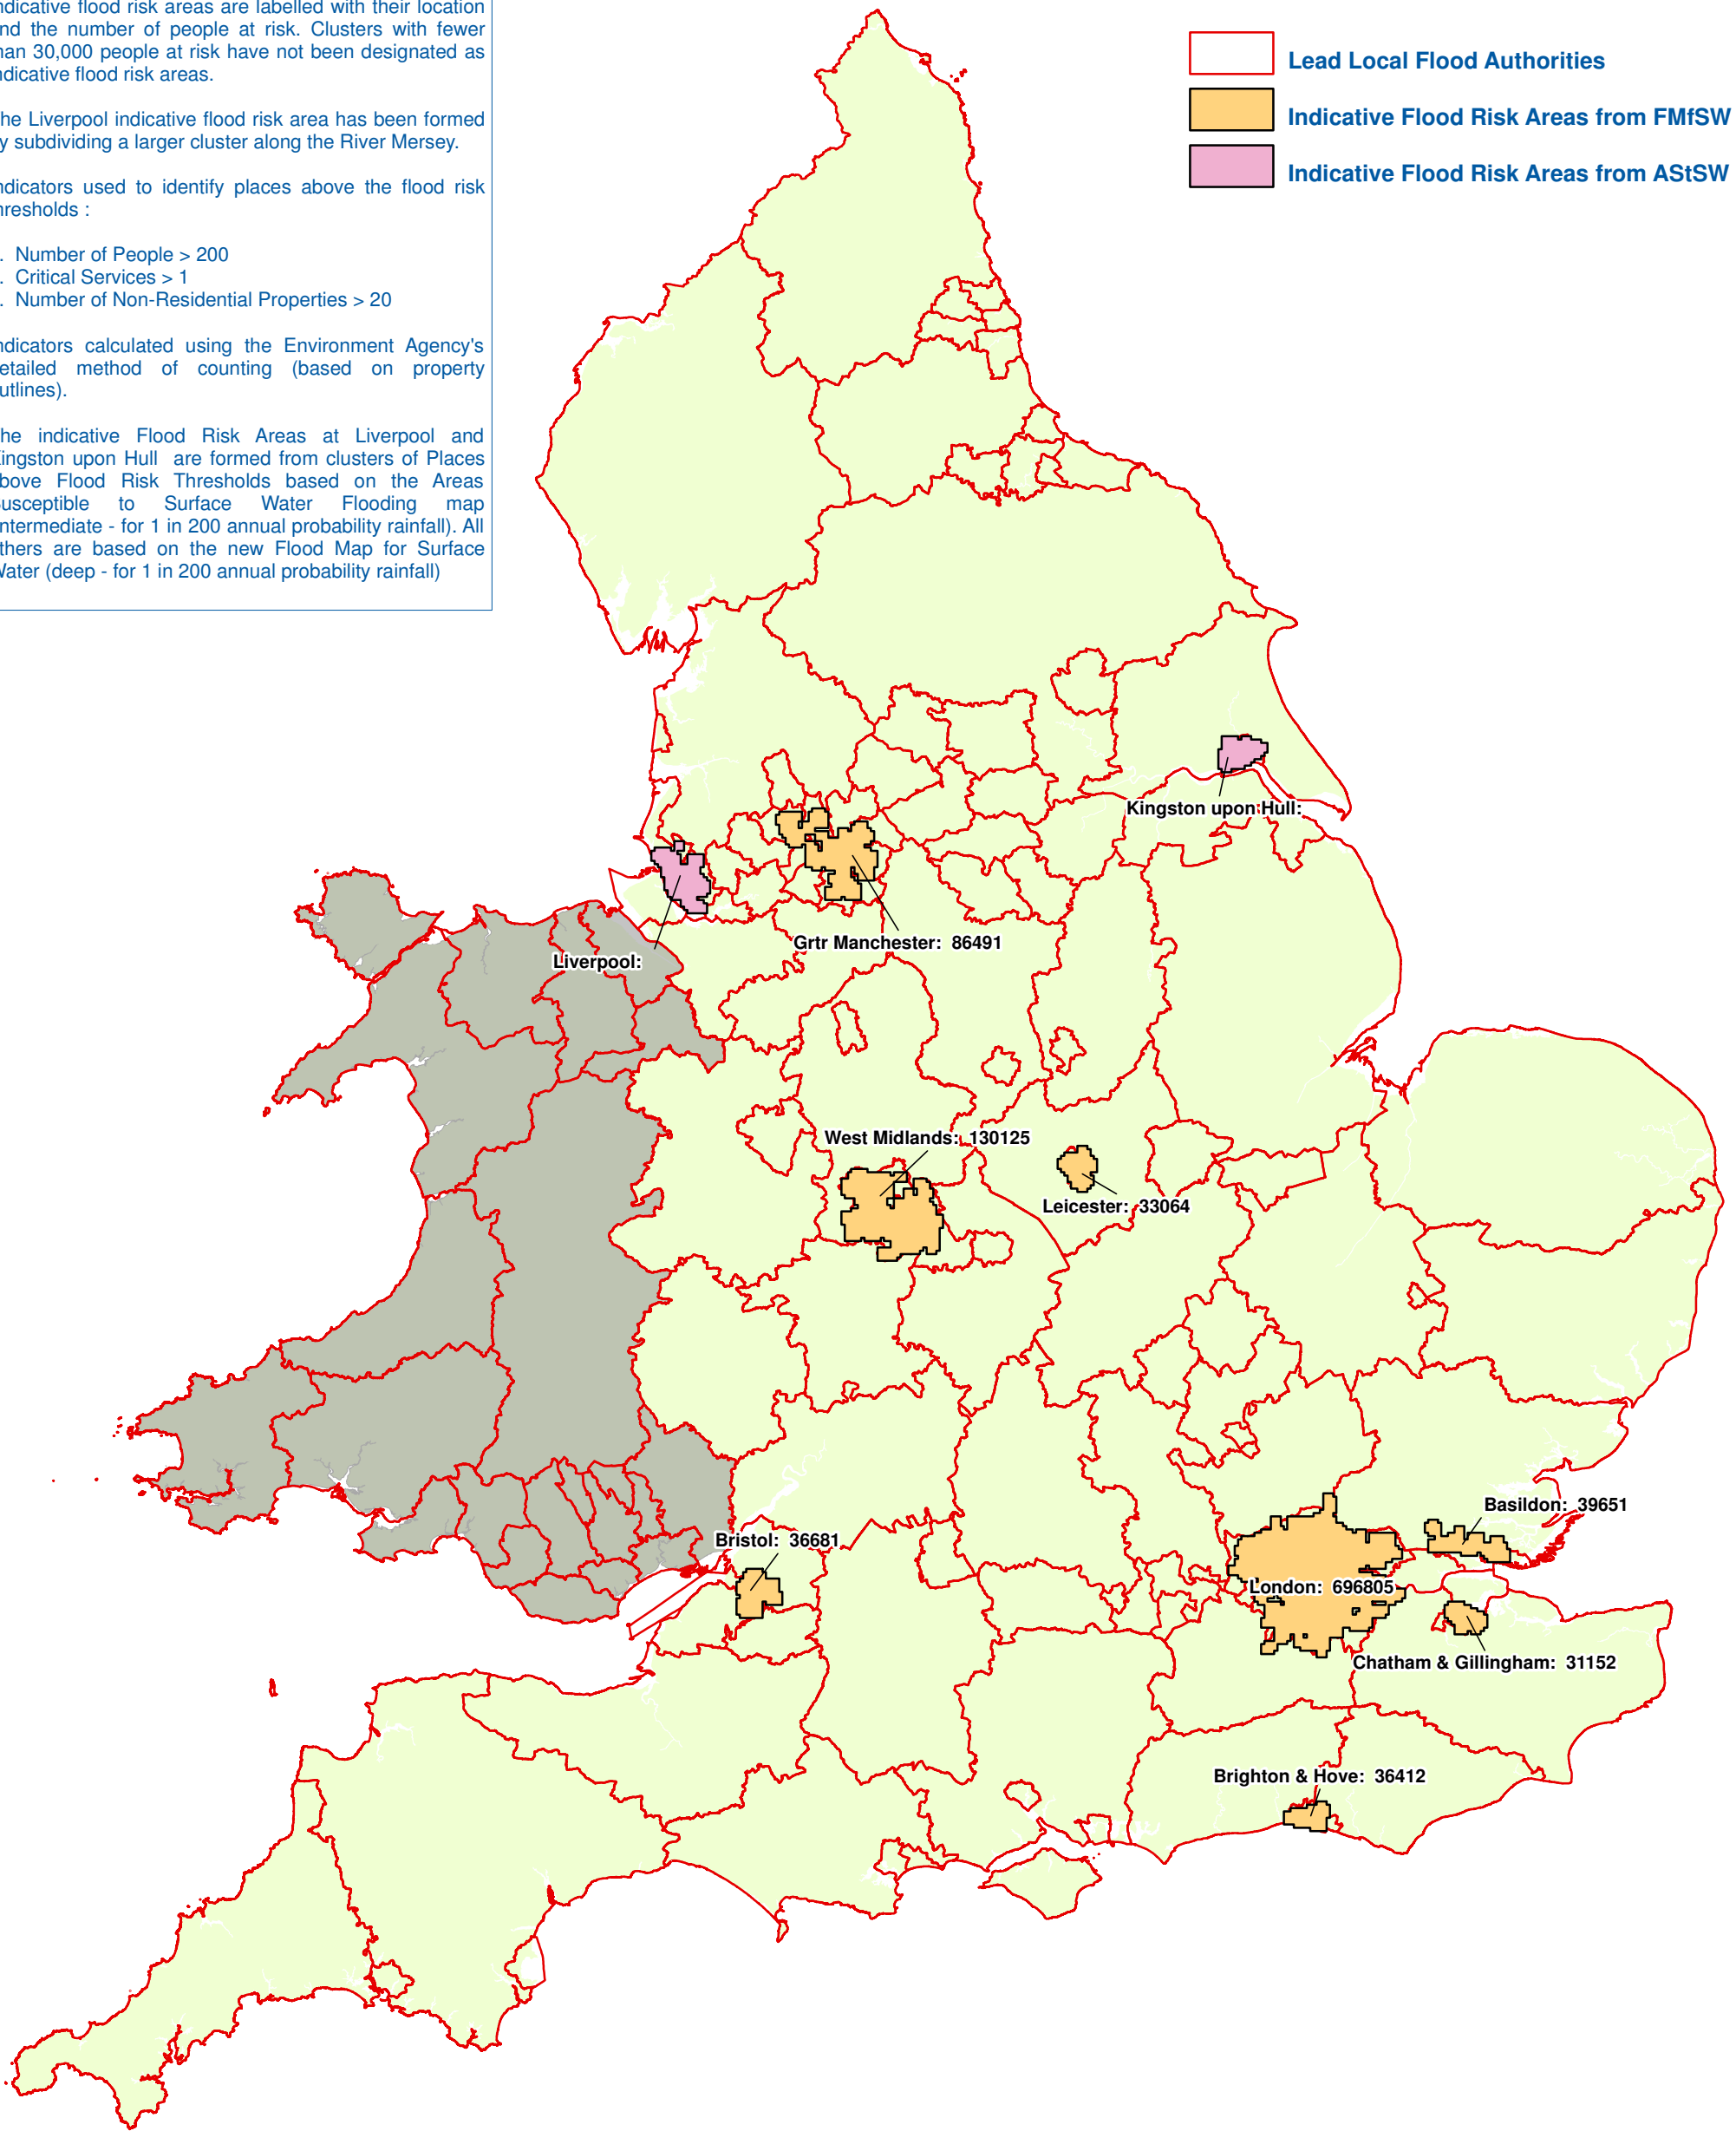 ndicative flood risk areas are labelled with their location
nd the number of people at risk. Clusters with fewer
han 30,000 people at risk have not been designated as
ndicative flood risk areas.
he Liverpool indicative flood risk area has been formed
y subdividing a larger cluster along the River Mersey.
ndicators used to identify places above the flood risk
hresholds :
. Number of People > 200
. Critical Services > 1
. Number of Non-Residential Properties > 20
ndicators calculated using the Environment Agency's
etailed method of counting (based on property
utlines).
he indicative Flood Risk Areas at Liverpool and
ingston upon Hull are formed from clusters of Places
bove Flood Risk Thresholds based on the Areas
usceptible to Surface Water Flooding map
ntermediate - for 1 in 200 annual probability rainfall). All
thers are based on the new Flood Map for Surface
Water (deep - for 1 in 200 annual probability rainfall)
Lead Local Flood Authorities
Indicative Flood Risk Areas from FMfSW
Indicative Flood Risk Areas from AStSW
Kingston upon Hull:
Grtr Manchester: 86491
Liverpool:
West Midlands: 130125
Leicester: 33064
Basildon: 39651
Bristol: 36681
London: 696805
Chatham & Gillingham: 31152
Brighton & Hove: 36412